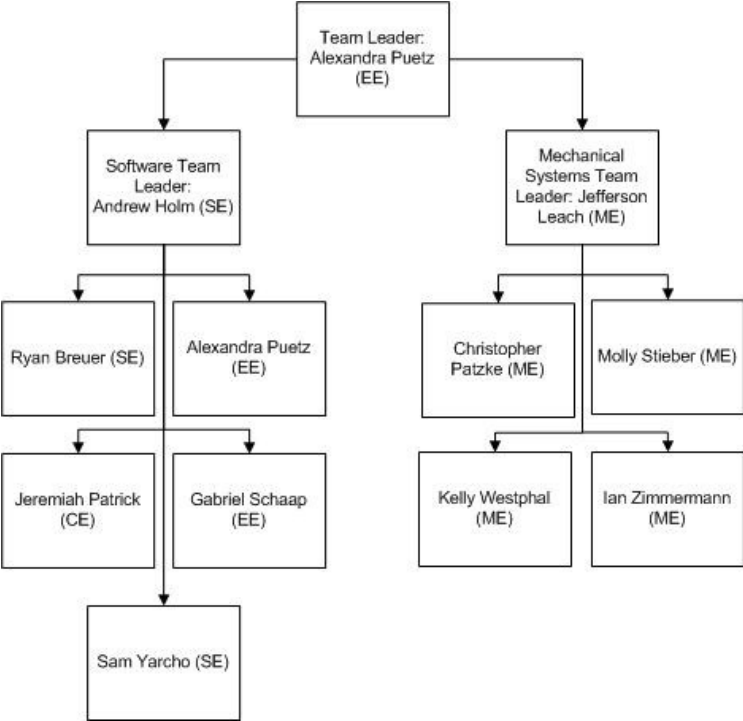 Team Leader:
Alexandra Puetz
(EE)
Software Team
Leader:
Andrew Holm (SE)
Mechanical
Systems Team
Leader: Jefferson
Leach (ME)
Ryan Breuer (SE)
Alexandra Puetz
(EE)
Christopher
Patzke (ME)
Molly Stieber (ME)
Jeremiah Patrick
(CE)
Gabriel Schaap
(EE)
Kelly Westphal
(ME)
Ian Zimmermann
(ME)
Sam Yarcho (SE)